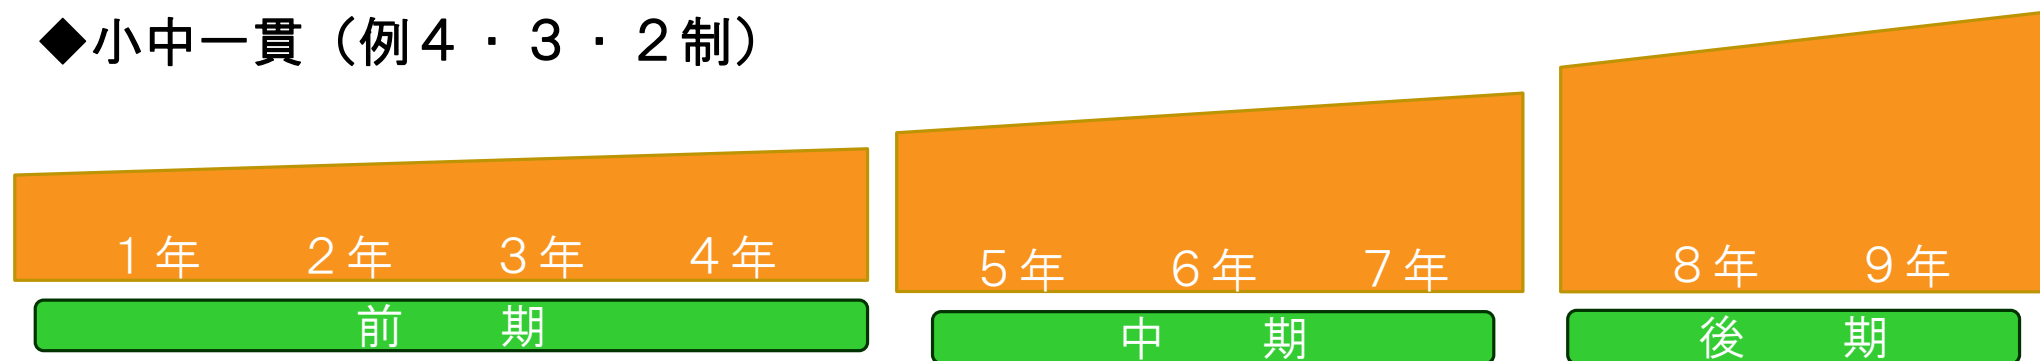 ◆小中一貫（例４・３・２制）
１年 ２年 ３年 ４年
５年 ６年 ７年
８年 ９年
前　期
中　期
後　期